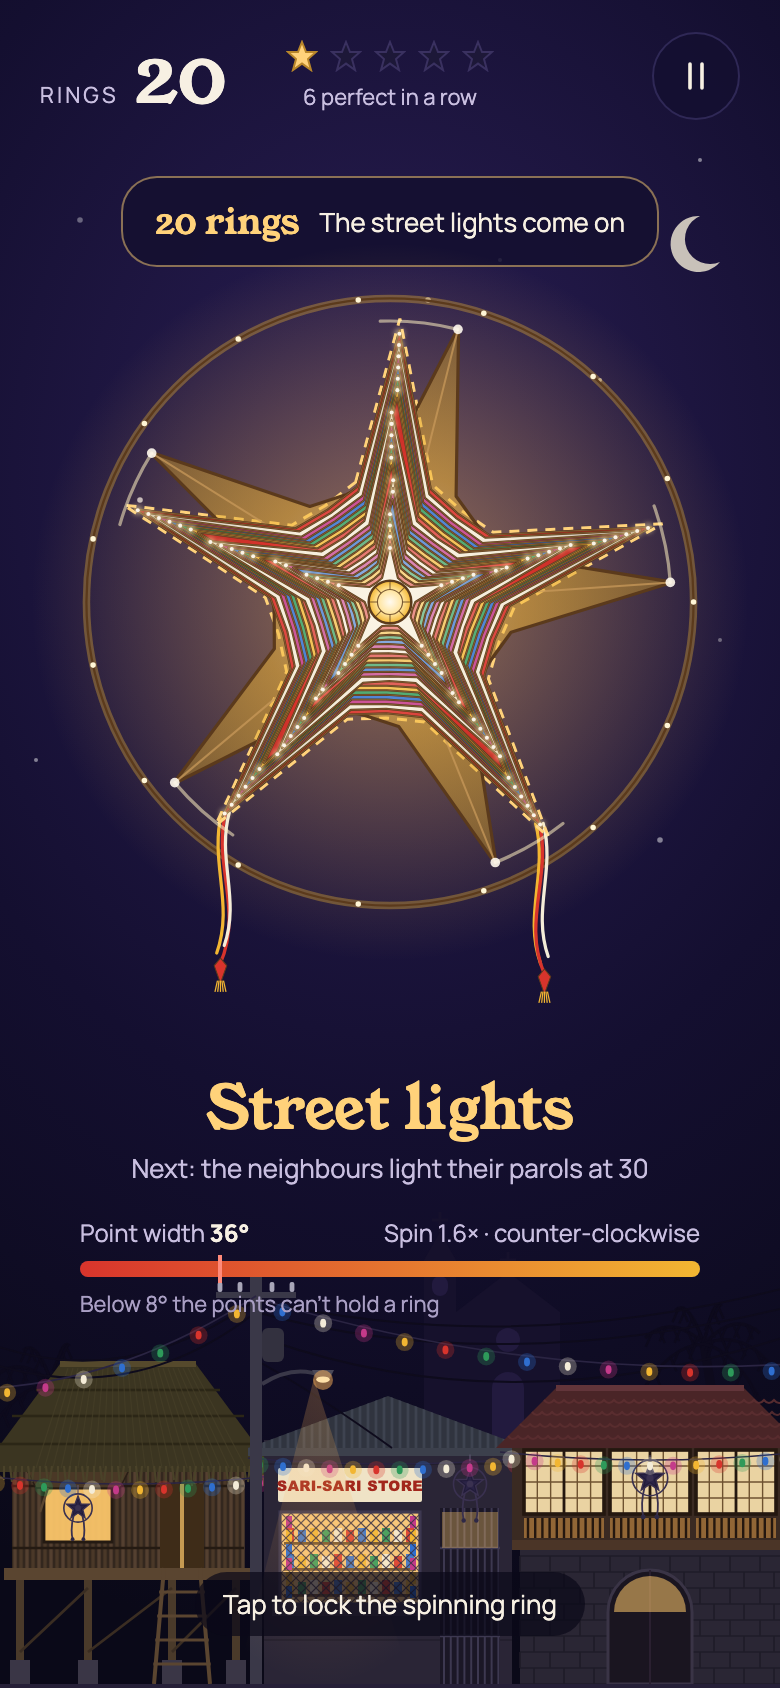 RINGS 20
6 perfect in a row
20 rings The street lights come on
Street lights
Next: the neighbours light their parols at 30
Point width 36° Spin 1.6× · counter-clockwise
Below 8° the points can't hold a ring
SARI-SARI STORE
Tap to lock the spinning ring